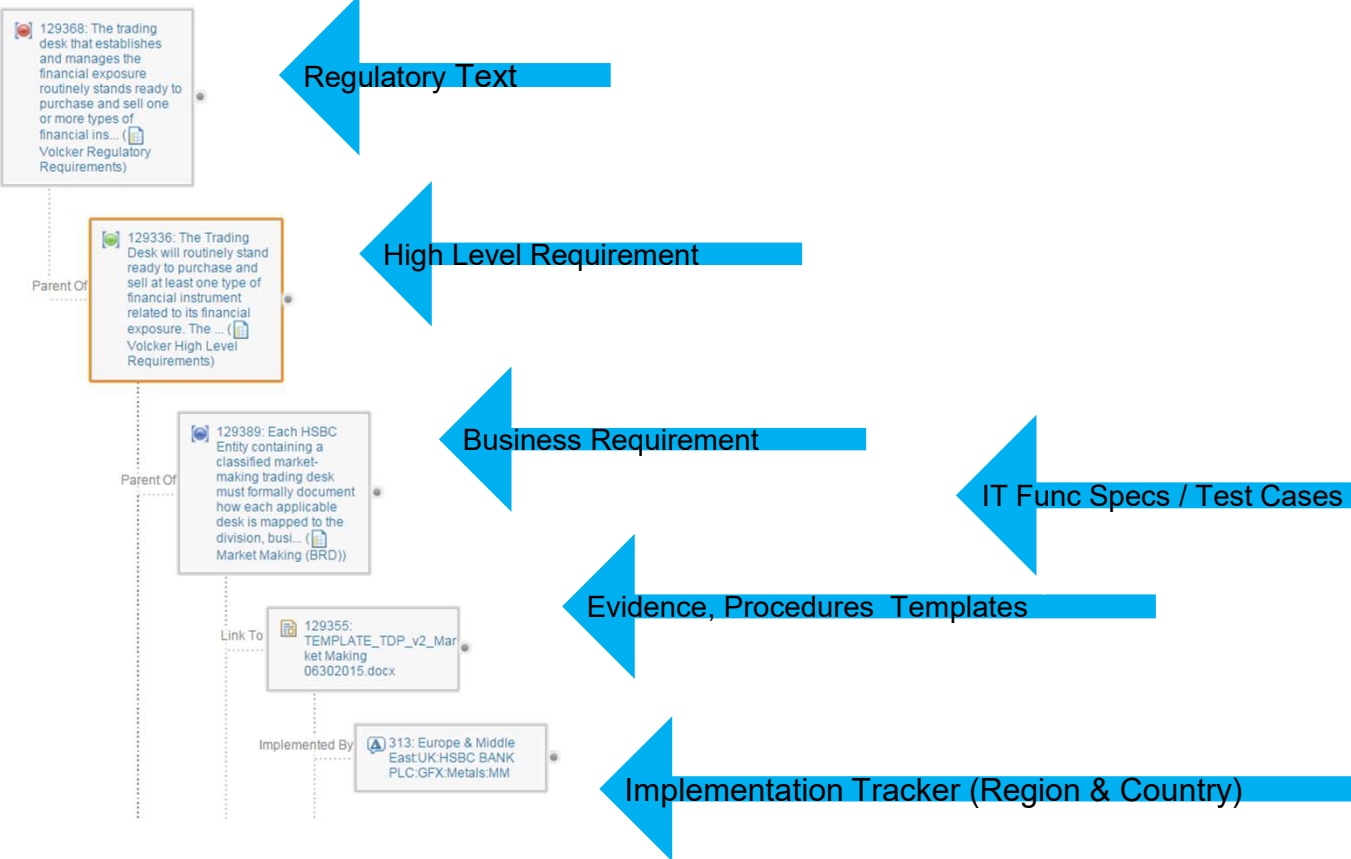 129368: The trading
desk that establishes
and manages the
financial exposure
routinely stands ready to
purchase and sell one
or more types of
financial ins... (
Volcker Regulatory
Requirements)
Regulatory Text
Parent Of
129336: The Trading
Desk will routinely stand
ready to purchase and
sell at least one type of
financial instrument
related to its financial
exposure. The ... (
Volcker High Level
Requirements)
High Level Requirement
Parent Of
129389: Each HSBC
Entity containing a
classified market-
making trading desk
must formally document
how each applicable
desk is mapped to the
division, busi... (
Market Making (BRD))
Business Requirement
IT Func Specs / Test Cases
Link To
129355:
TEMPLATE_TDP_v2_Mar
ket Making
06302015.docx
Evidence, Procedures  Templates
Implemented By
313: Europe & Middle
East:UK:HSBC BANK
PLC:GFX:Metals:MM
Implementation Tracker (Region & Country)